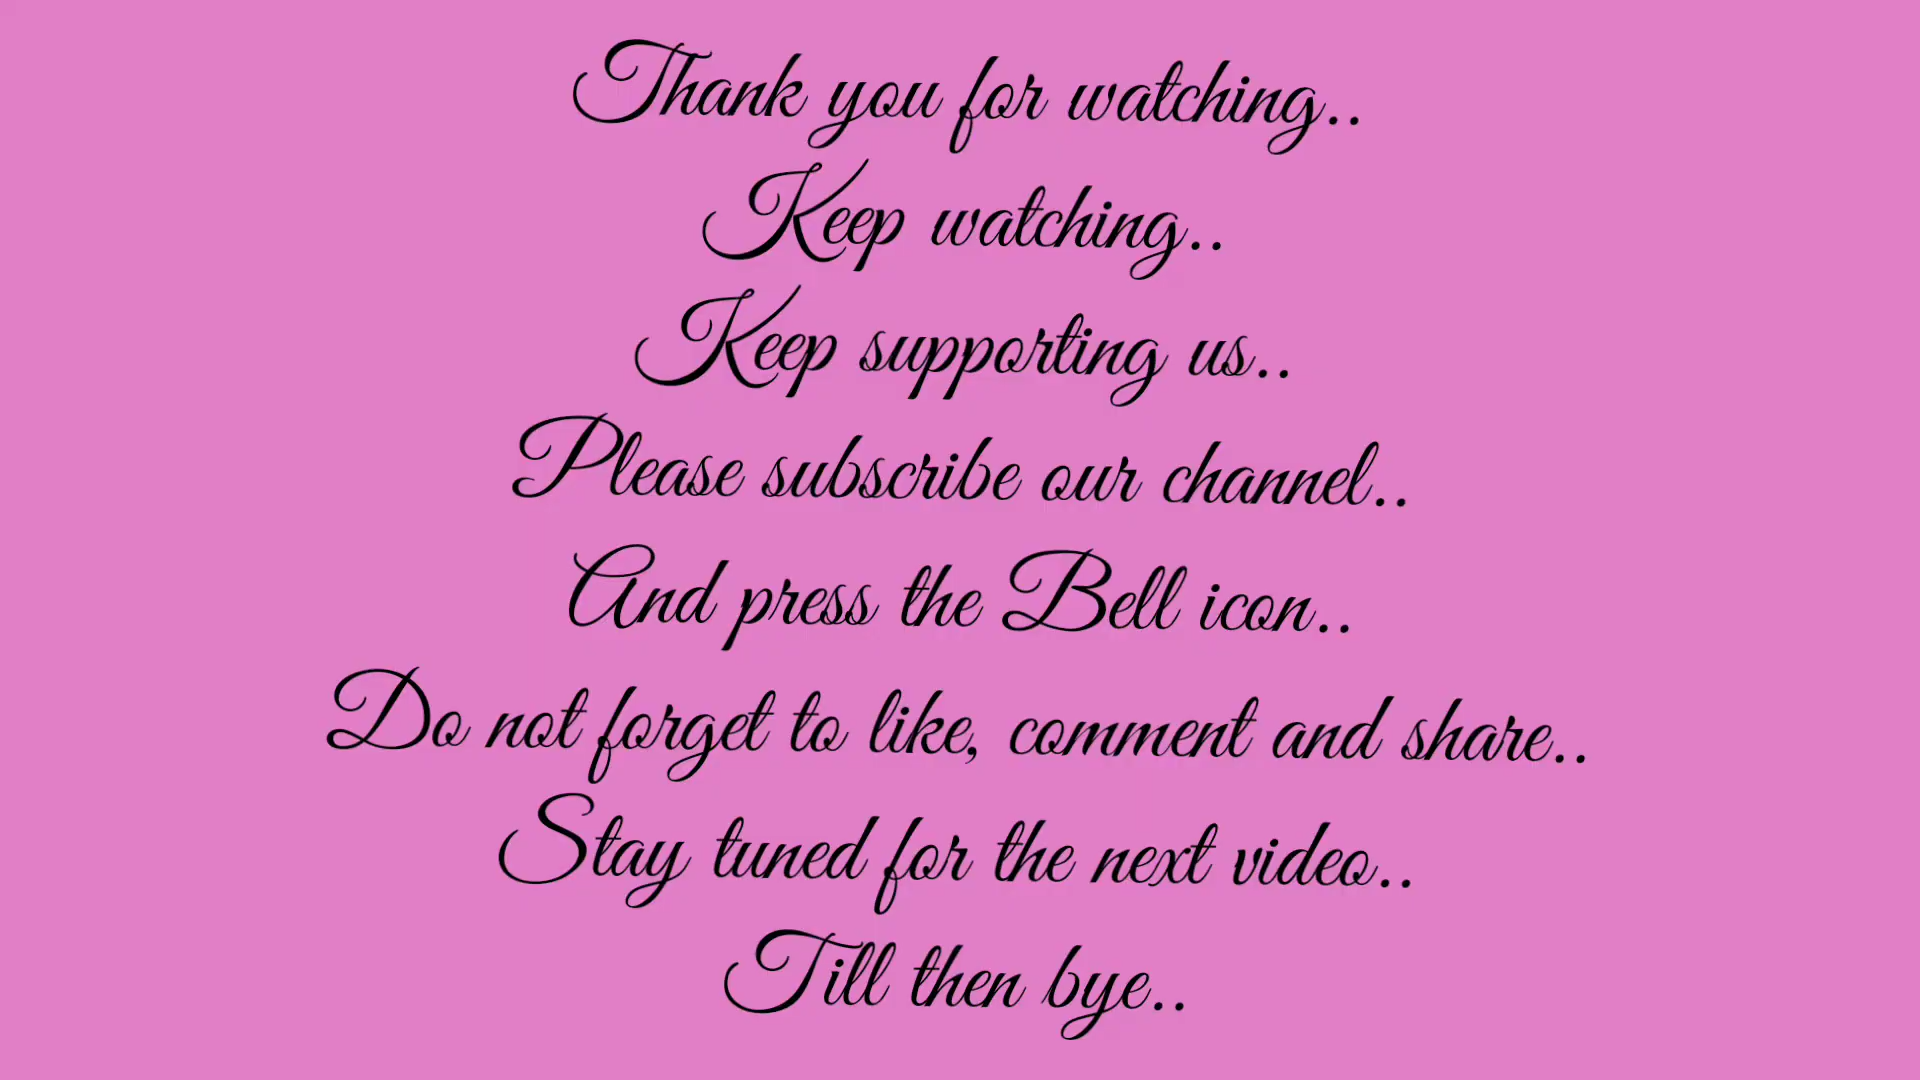 Thank you for watching..
Keep watching..
Keep supporting us..
Please subscribe our channel..
And press the Bell icon..
Do not forget to like, comment and share..
Stay tuned for the next video..
Till then bye..